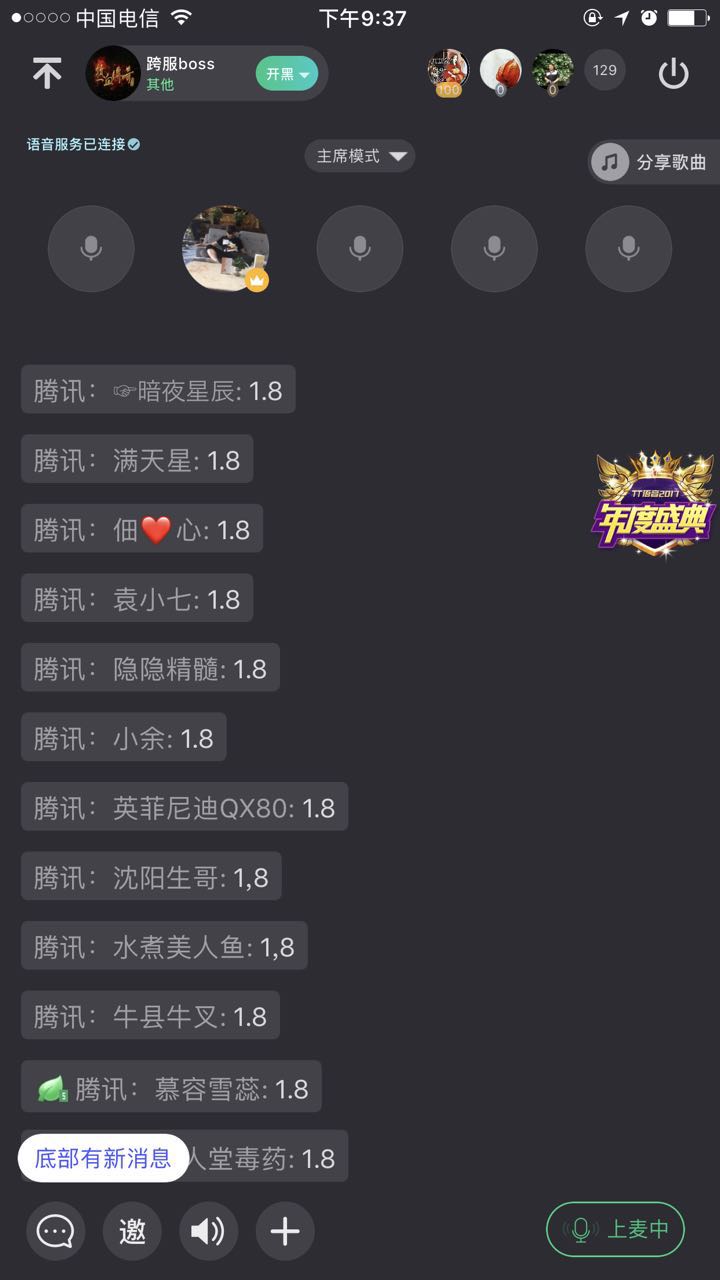 中国电信 下午9:37
跨服boss
其他
开黑
100 0 0 129
语音服务已连接
主席模式
分享歌曲
腾讯：☞暗夜星辰: 1.8
腾讯：满天星: 1.8
TT语音2017
年度盛典
腾讯：佃❤️心: 1.8
腾讯：袁小七: 1.8
腾讯：隐隐精髓: 1.8
腾讯：小余: 1.8
腾讯：英菲尼迪QX80: 1.8
腾讯：沈阳生哥: 1,8
腾讯：水煮美人鱼: 1,8
腾讯：牛县牛叉: 1.8
腾讯：慕容雪蕊: 1.8
底部有新消息 人堂毒药: 1.8
邀
上麦中